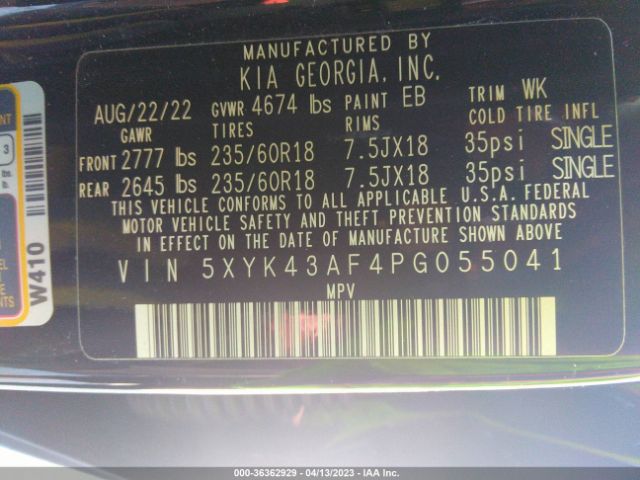 MANUFACTURED BY
KIA GEORGIA, INC.
AUG/22/22 GVWR 4674 lbs PAINT EB TRIM WK
GAWR TIRES RIMS COLD TIRE INFL
FRONT 2777 lbs 235/60R18 7.5JX18 35psi SINGLE
REAR 2645 lbs 235/60R18 7.5JX18 35psi SINGLE
THIS VEHICLE CONFORMS TO ALL APPLICABLE U.S.A. FEDERAL
MOTOR VEHICLE SAFETY AND THEFT PREVENTION STANDARDS
IN EFFECT ON THE DATE OF MANUFACTURE SHOWN ABOVE
VIN 5XYK43AF4PG055041
MPV
3
W410
000-36362929 - 04/13/2023 - IAA Inc.